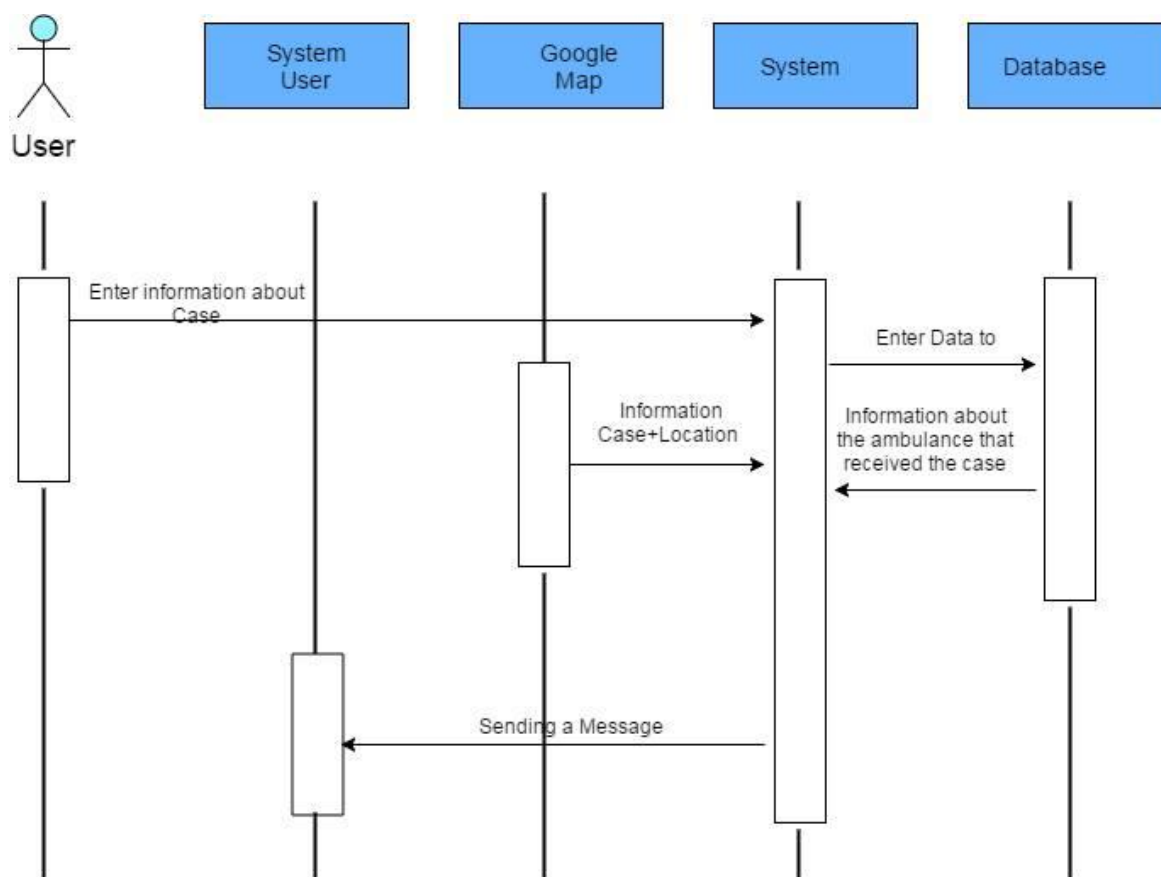 System
User
Google
Map
System
Database
User
Enter information about
Case
Enter Data to
Information
Case+Location
Information about
the ambulance that
received the case
Sending a Message